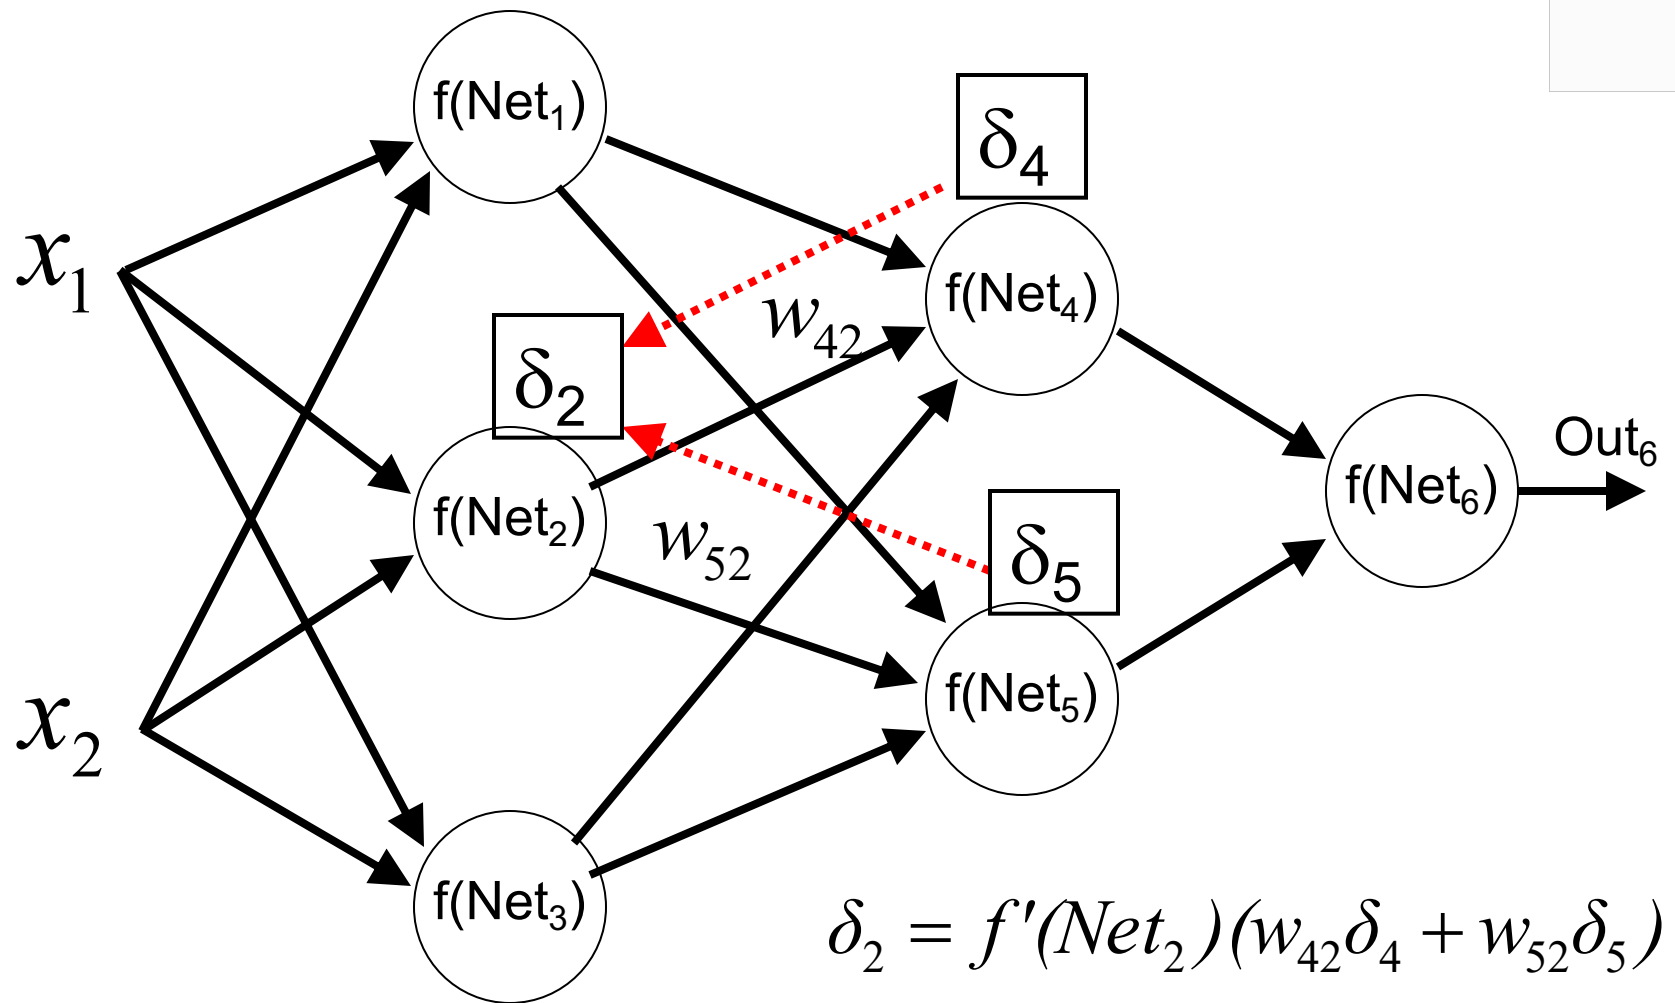 f(Net₁)
δ₄
x₁
f(Net₄)
w₄₂
δ₂
Out₆
f(Net₆)
f(Net₂)
w₅₂
δ₅
f(Net₅)
x₂
f(Net₃)
δ₂ = f'(Net₂)(w₄₂δ₄ + w₅₂δ₅)